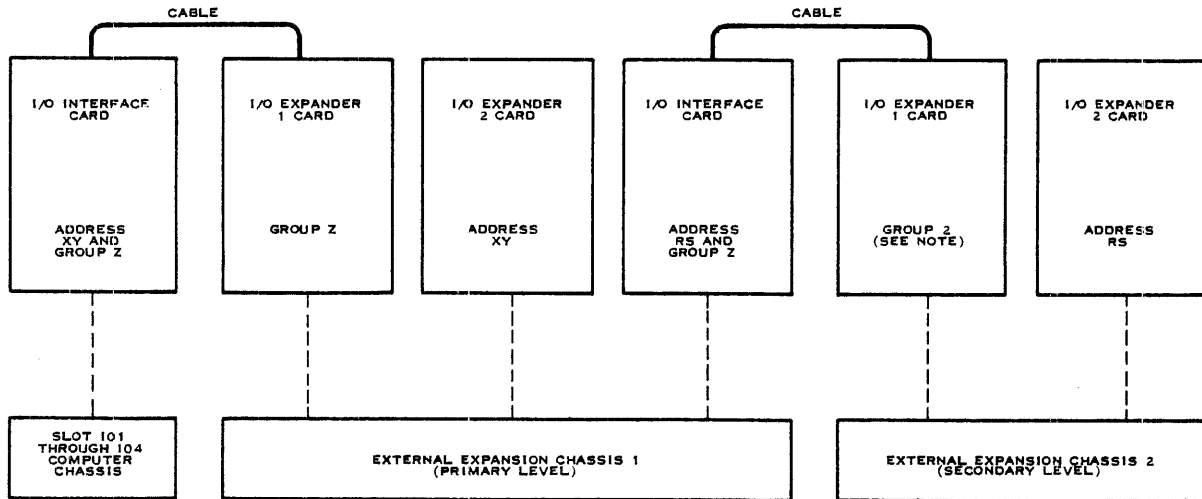 CABLE
CABLE
I/O INTERFACE
CARD
I/O EXPANDER
1 CARD
I/O EXPANDER
2 CARD
I/O INTERFACE
CARD
I/O EXPANDER
1 CARD
I/O EXPANDER
2 CARD
ADDRESS
XY AND
GROUP Z
GROUP Z
ADDRESS
XY
ADDRESS
RS AND
GROUP Z
GROUP 2
(SEE NOTE)
ADDRESS
RS
SLOT 101
THROUGH 104
COMPUTER
CHASSIS
EXTERNAL EXPANSION CHASSIS 1
(PRIMARY LEVEL)
EXTERNAL EXPANSION CHASSIS 2
(SECONDARY LEVEL)